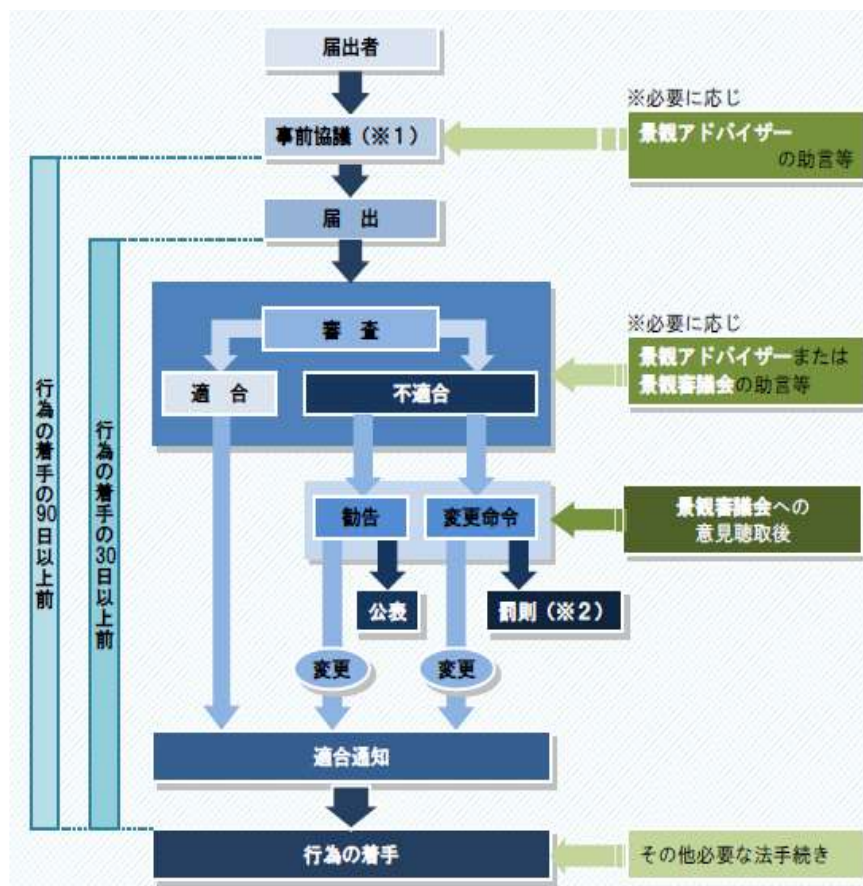 届出者
※必要に応じ
事前協議(※1)
景観アドバイザー
の助言等
届 出
審 査
※必要に応じ
適 合
不適合
景観アドバイザーまたは
景観審議会の助言等
行為の着手の90日以上前
行為の着手の30日以上前
勧告
変更命令
景観審議会への
意見聴取後
公表
罰則(※2)
変更
変更
適合通知
行為の着手
その他必要な法手続き